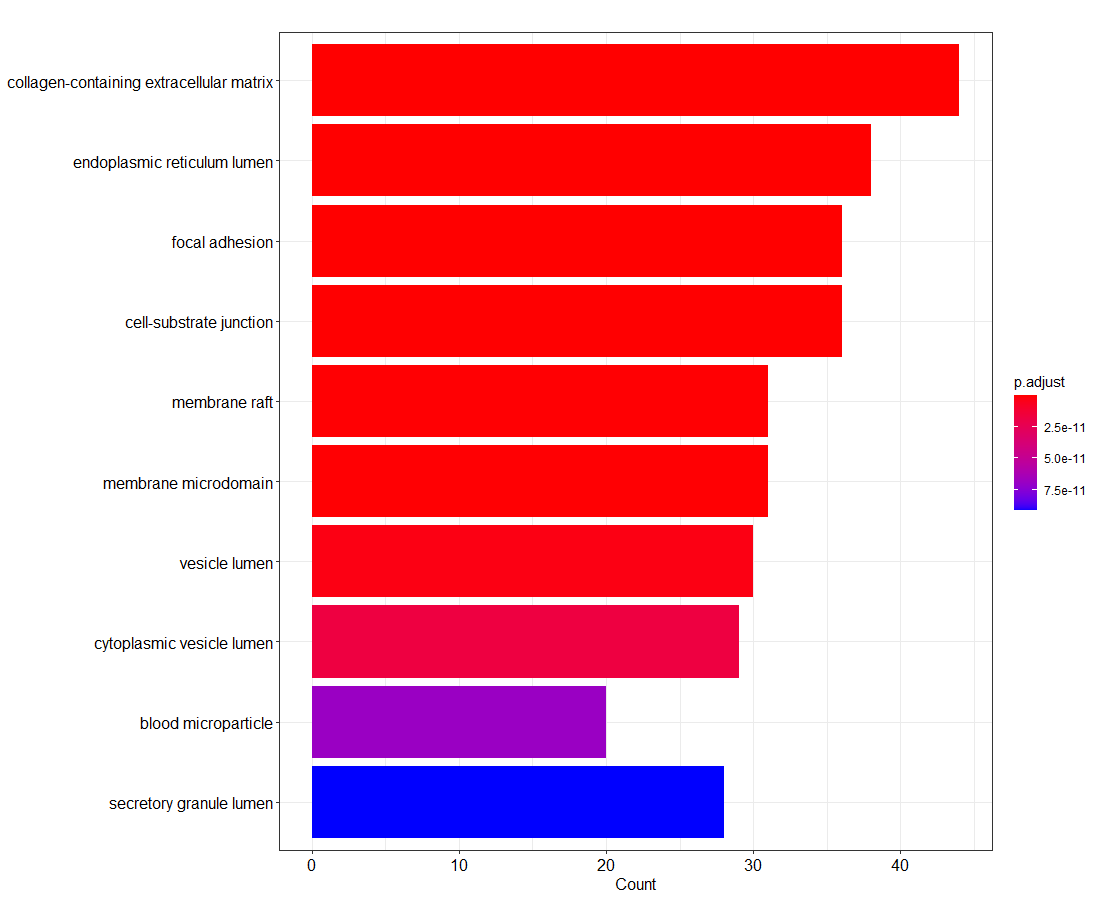 collagen-containing extracellular matrix
endoplasmic reticulum lumen
focal adhesion
cell-substrate junction
membrane raft
membrane microdomain
vesicle lumen
cytoplasmic vesicle lumen
blood microparticle
secretory granule lumen
0 10 20 30 40
Count
p.adjust
2.5e-11
5.0e-11
7.5e-11